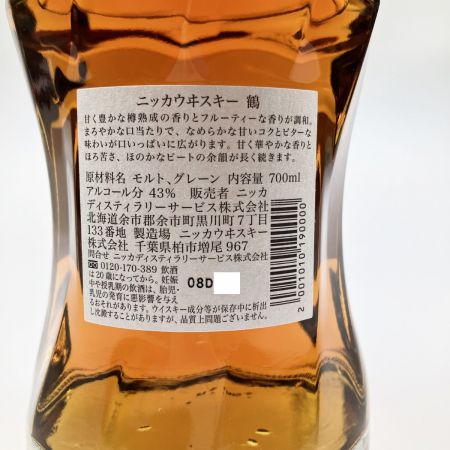 ニッカウヰスキー 鶴
甘く豊かな樽熟成の香りとフルーティーな香りが調和。
まろやかな口当たりで、なめらかな甘いコクとビターな
味わいが口いっぱいに広がります。甘く華やかな香りと
ほろ苦さ、ほのかなピートの余韻が長く続きます。
原材料名 モルト、グレーン 内容量 700ml
アルコール分 43% 販売者 ニッカ
ディスティラリーサービス株式会社
北海道余市郡余市町黒川町7丁目
133番地 製造場 ニッカウヰスキー
株式会社 千葉県柏市増尾967
問合せ ニッカディスティラリーサービス株式会社
0120-170-389 飲酒
は20歳になってから。妊娠
中や授乳期の飲酒は、胎児・
乳児の発育に悪影響を与え
るおそれがあります。ウイスキー成分等が保存中に析出
し沈殿することがありますが、品質上問題ございません。
08D
2001010190000